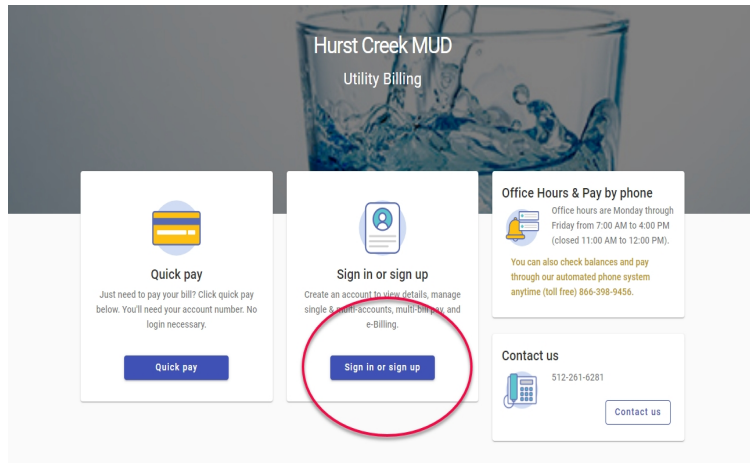 Hurst Creek MUD
Utility Billing
Quick pay
Just need to pay your bill? Click quick pay
below. You'll need your account number. No
login necessary.
Quick pay
Sign in or sign up
Create an account to view details, manage
single & multi-accounts, multi-bill pay, and
e-Billing.
Sign in or sign up
Office Hours & Pay by phone
Office hours are Monday through
Friday from 7:00 AM to 4:00 PM
(closed 11:00 AM to 12:00 PM).
You can also check balances and pay
through our automated phone system
anytime (toll free) 866-398-9456.
Contact us
512-261-6281
Contact us